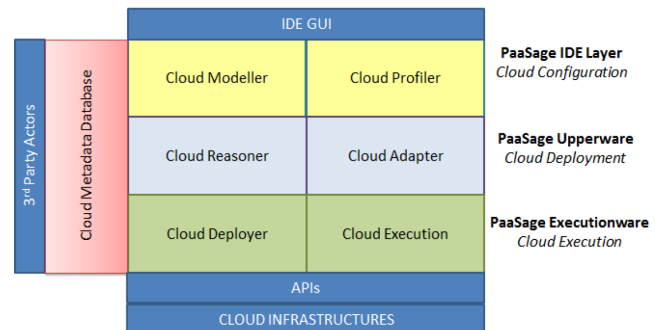 IDE GUI
3rd Party Actors
Cloud Metadata Database
Cloud Modeller
Cloud Profiler
PaaSage IDE Layer
Cloud Configuration
Cloud Reasoner
Cloud Adapter
PaaSage Upperware
Cloud Deployment
Cloud Deployer
Cloud Execution
PaaSage Executionware
Cloud Execution
APIs
CLOUD INFRASTRUCTURES